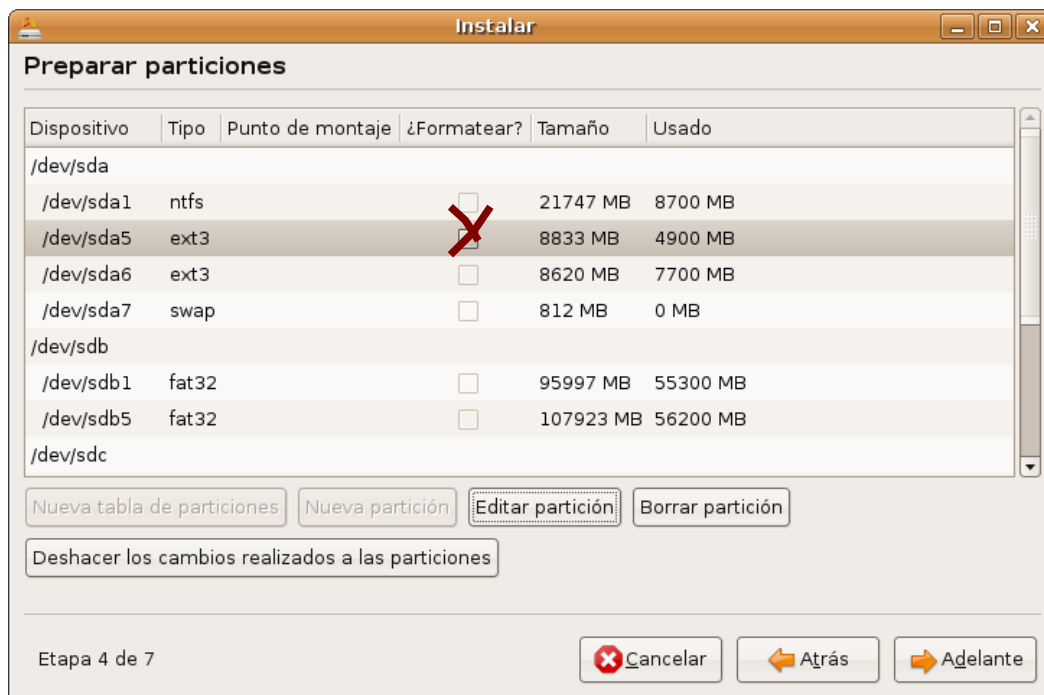 Instalar
Preparar particiones
Dispositivo Tipo Punto de montaje ¿Formatear? Tamaño Usado
/dev/sda
/dev/sda1 ntfs 21747 MB 8700 MB
/dev/sda5 ext3 8833 MB 4900 MB
/dev/sda6 ext3 8620 MB 7700 MB
/dev/sda7 swap 812 MB 0 MB
/dev/sdb
/dev/sdb1 fat32 95997 MB 55300 MB
/dev/sdb5 fat32 107923 MB 56200 MB
/dev/sdc
Nueva tabla de particiones Nueva partición Editar partición Borrar partición
Deshacer los cambios realizados a las particiones
Etapa 4 de 7 Cancelar Atrás Adelante